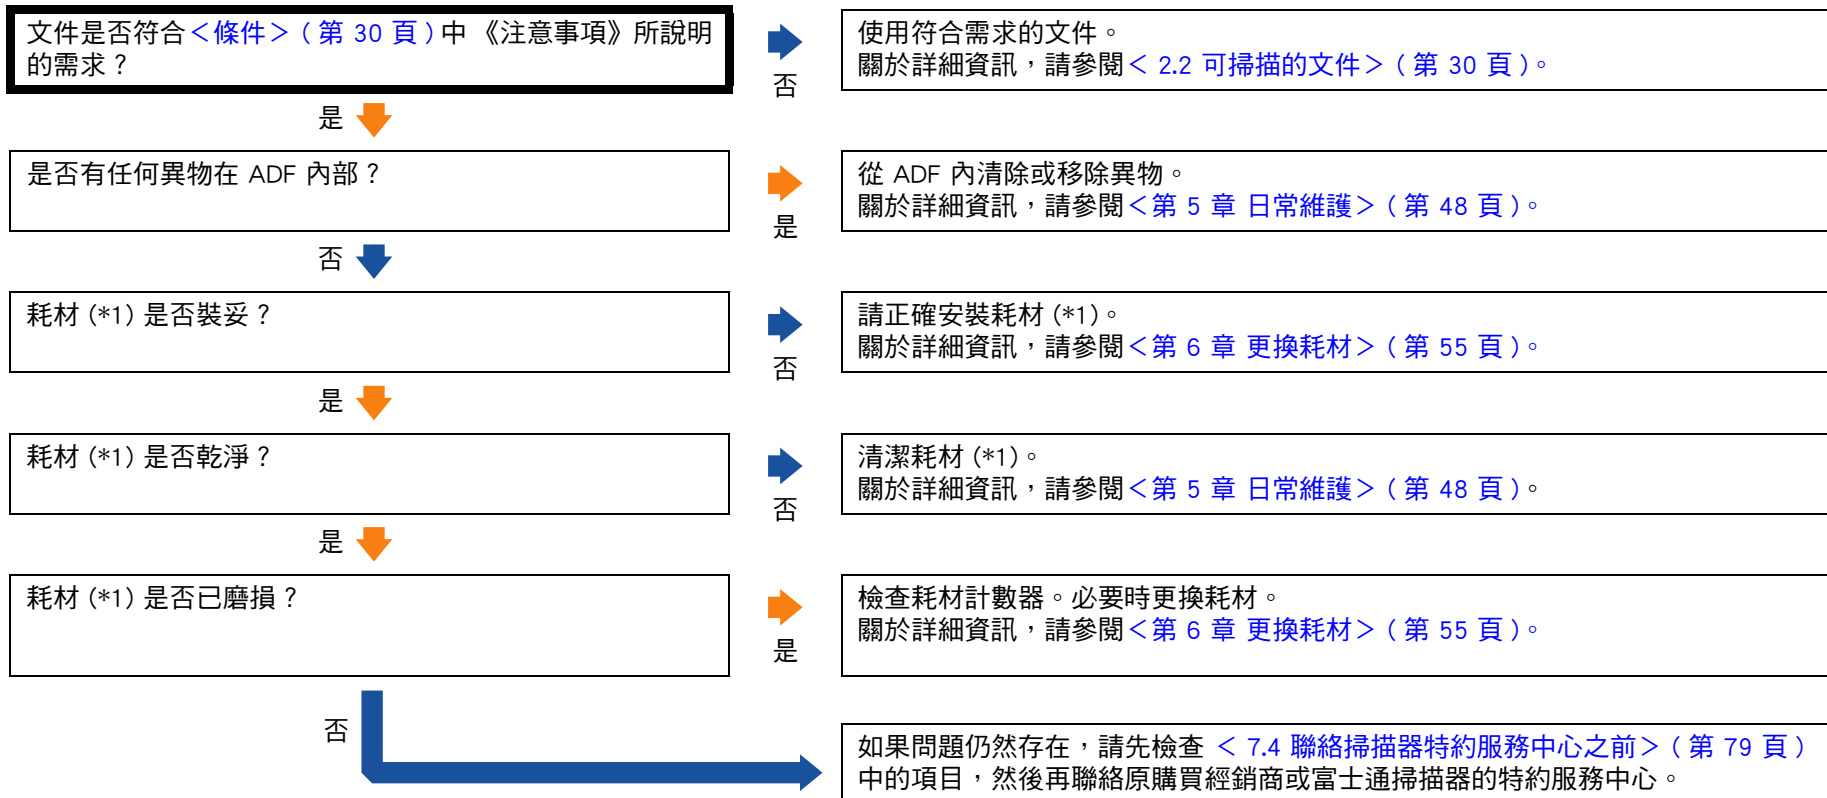 文件是否符合＜條件＞ ( 第 30 頁 ) 中 《注意事項》所說明
的需求？
否
使用符合需求的文件。
關於詳細資訊，請參閱＜ 2.2 可掃描的文件＞ ( 第 30 頁 )。
是
是否有任何異物在 ADF 內部？
是
從 ADF 內清除或移除異物。
關於詳細資訊，請參閱＜第 5 章 日常維護＞ ( 第 48 頁 )。
否
耗材 (*1) 是否裝妥？
否
請正確安裝耗材 (*1)。
關於詳細資訊，請參閱＜第 6 章 更換耗材＞ ( 第 55 頁 )。
是
耗材 (*1) 是否乾淨？
否
清潔耗材 (*1)。
關於詳細資訊，請參閱＜第 5 章 日常維護＞ ( 第 48 頁 )。
是
耗材 (*1) 是否已磨損？
是
檢查耗材計數器。必要時更換耗材。
關於詳細資訊，請參閱＜第 6 章 更換耗材＞ ( 第 55 頁 )。
否
如果問題仍然存在，請先檢查 ＜ 7.4 聯絡掃描器特約服務中心之前＞ ( 第 79 頁 )
中的項目，然後再聯絡原購買經銷商或富士通掃描器的特約服務中心。